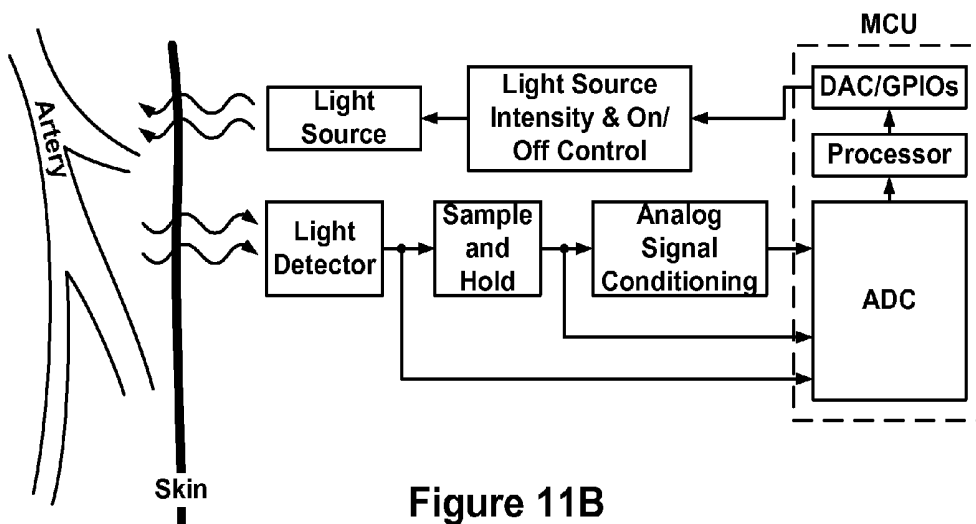 MCU
Light Source
Intensity & On/
Off Control
DAC/GPIOs
Light
Source
Processor
Artery
Light
Detector
Sample
and
Hold
Analog
Signal
Conditioning
ADC
Skin
Figure 11B